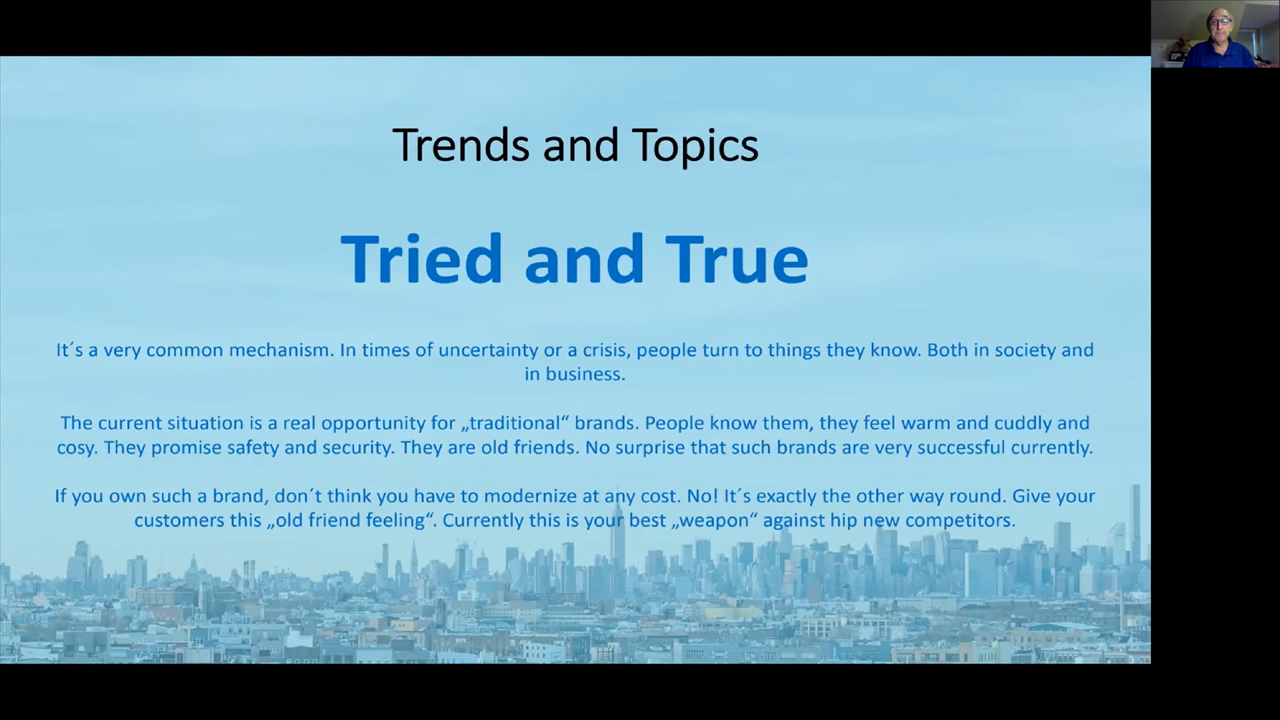 Trends and Topics
Tried and True
It´s a very common mechanism. In times of uncertainty or a crisis, people turn to things they know. Both in society and
in business.
The current situation is a real opportunity for „traditional“ brands. People know them, they feel warm and cuddly and
cosy. They promise safety and security. They are old friends. No surprise that such brands are very successful currently.
If you own such a brand, don´t think you have to modernize at any cost. No! It´s exactly the other way round. Give your
customers this „old friend feeling“. Currently this is your best „weapon“ against hip new competitors.